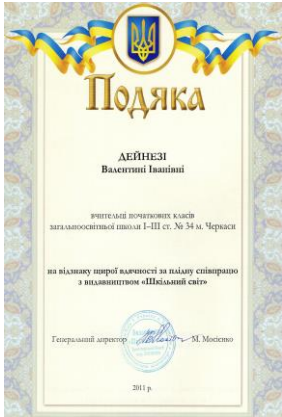 Подяка
ДЕЙНЕЗІ
Валентині Іванівні
вчительці початкових класів
загальноосвітньої школи І–ІІІ ст. № 34 м. Черкаси
на відзнаку щирої вдячності за плідну співпрацю
з видавництвом «Шкільний світ»
Генеральний директор М. Мосієнко
2011 р.